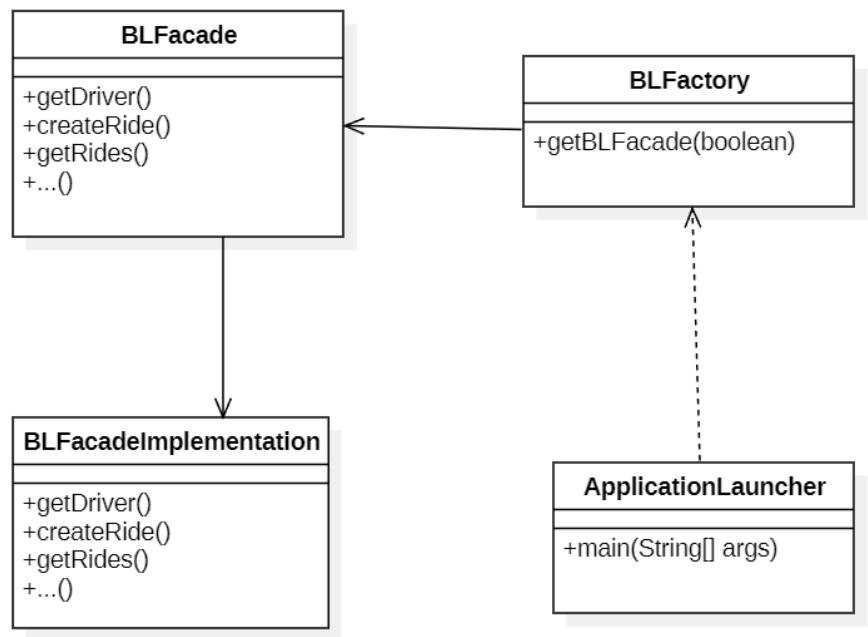 BLFacade
+getDriver()
+createRide()
+getRides()
+...()
BLFactory
+getBLFacade(boolean)
BLFacadeImplementation
+getDriver()
+createRide()
+getRides()
+...()
ApplicationLauncher
+main(String[] args)